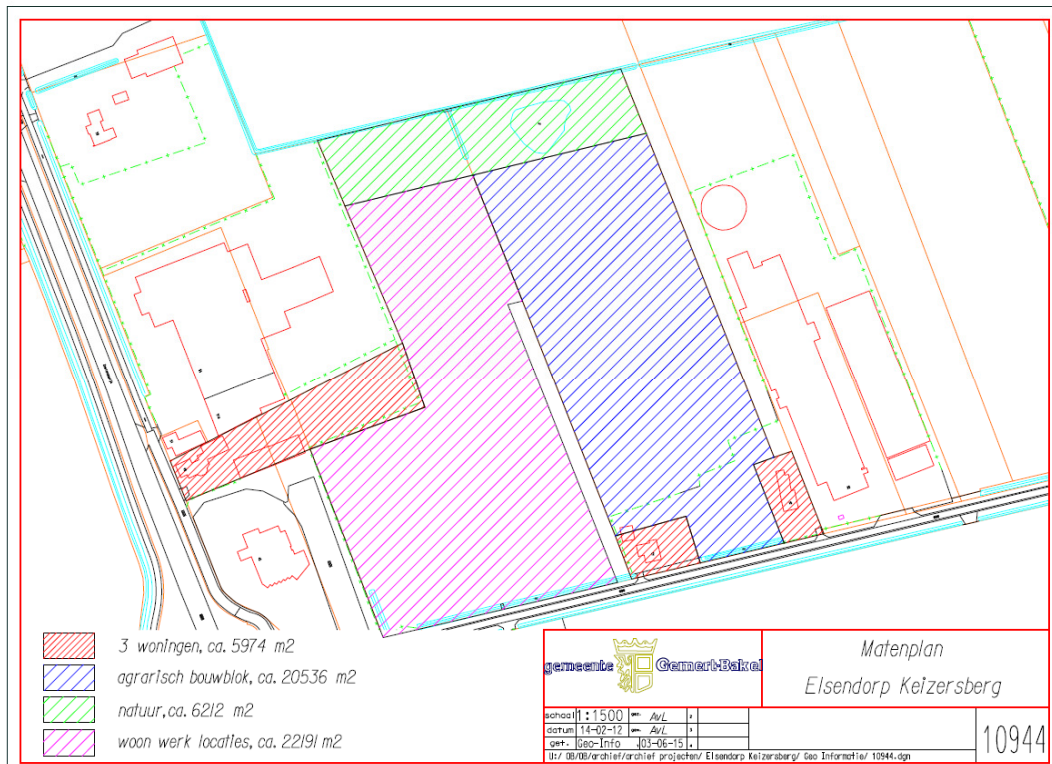 3 woningen, ca. 5974 m2
agrarisch bouwblok, ca. 20536 m2
natuur, ca. 6212 m2
woon werk locaties, ca. 22191 m2
gemeente Gemert-Bakel
Matenplan
Elsendorp Keizersberg
schaal 1:1500 gec. AvL
datum 14-02-12 gec. AvL
get. Geo-Info 03-06-15
10944
U:/ 08/08/archief/archief projecten/ Elsendorp Keizersberg/ Geo Informatie/ 10944.dgn